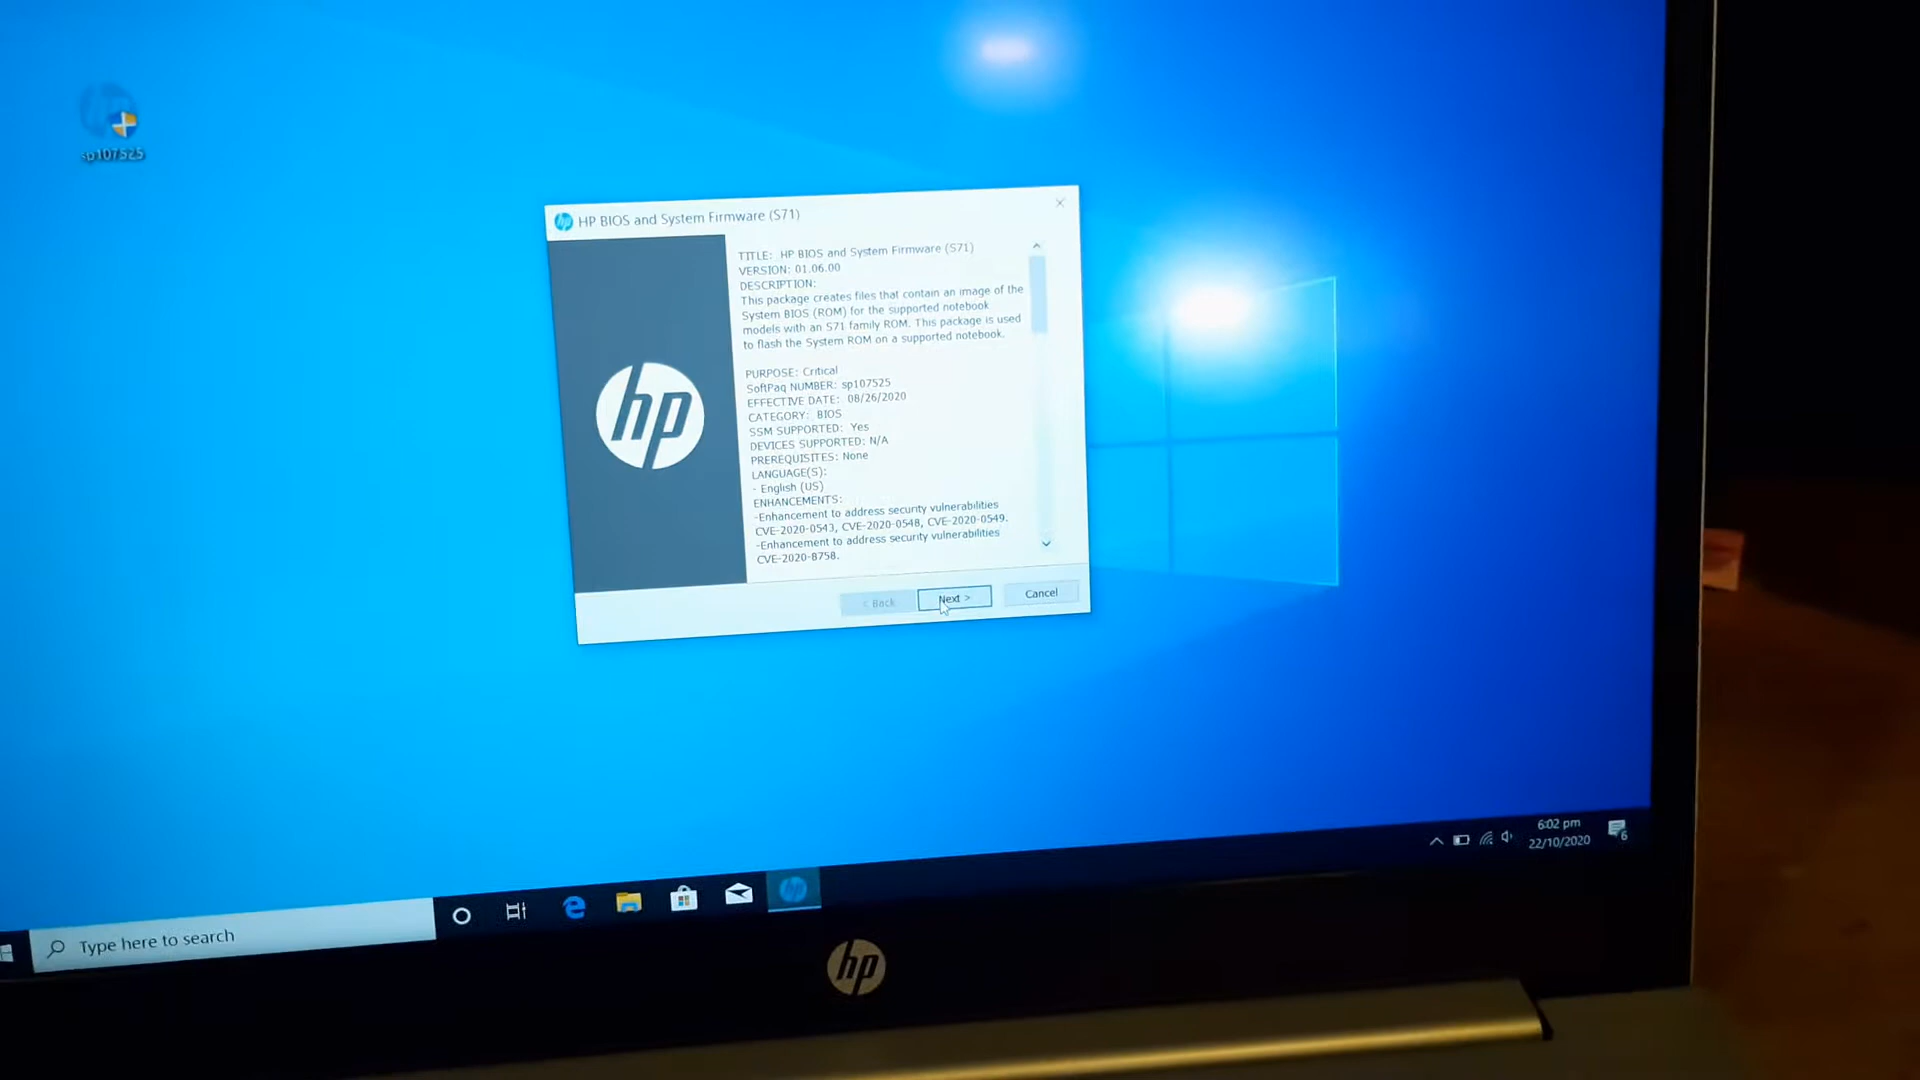 sp107525
hp
HP BIOS and System Firmware (S71)
TITLE: HP BIOS and System Firmware (S71)
VERSION: 01.06.00
DESCRIPTION:
This package creates files that contain an image of the
System BIOS (ROM) for the supported notebook
models with an S71 family ROM. This package is used
to flash the System ROM on a supported notebook.
PURPOSE: Critical
SoftPaq NUMBER: sp107525
EFFECTIVE DATE: 08/26/2020
CATEGORY: BIOS
SSM SUPPORTED: Yes
DEVICES SUPPORTED: N/A
PREREQUISITES: None
LANGUAGE(S):
- English (US)
ENHANCEMENTS:
-Enhancement to address security vulnerabilities
CVE-2020-0543, CVE-2020-0548, CVE-2020-0549.
-Enhancement to address security vulnerabilities
CVE-2020-8758.
hp
< Back
Next >
Cancel
6:02 pm
22/10/2020
6
hp
Type here to search
hp